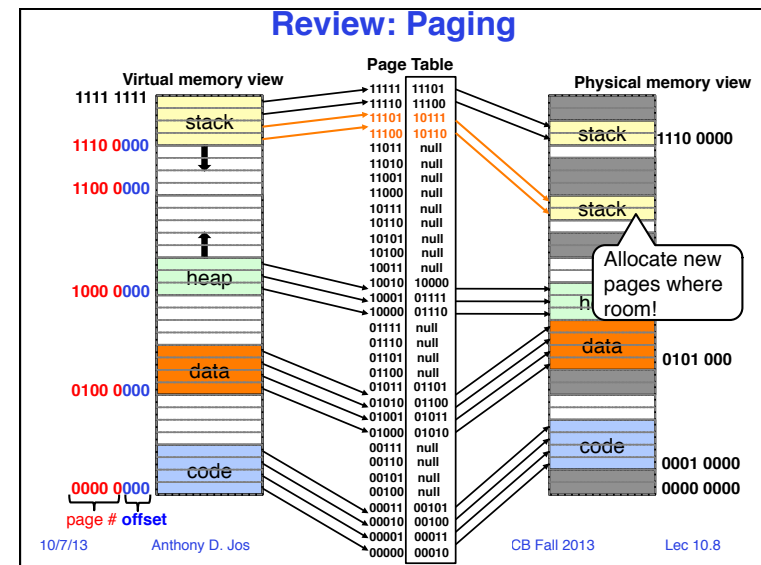 Review: Paging
Page Table
Virtual memory view
Physical memory view
1111 1111
stack
1110 0000
1100 0000
heap
1000 0000
data
0100 0000
code
0000 0000
page # offset
11111 11101
11110 11100
11101 10111
11100 10110
11011 null
11010 null
11001 null
11000 null
10111 null
10110 null
10101 null
10100 null
10011 null
10010 10000
10001 01111
10000 01110
01111 null
01110 null
01101 null
01100 null
01011 01101
01010 01100
01001 01011
01000 01010
00111 null
00110 null
00101 null
00100 null
00011 00101
00010 00100
00001 00011
00000 00010
stack
1110 0000
stack
Allocate new
pages where
room!
data
0101 000
code
0001 0000
0000 0000
10/7/13 Anthony D. Jos CB Fall 2013 Lec 10.8